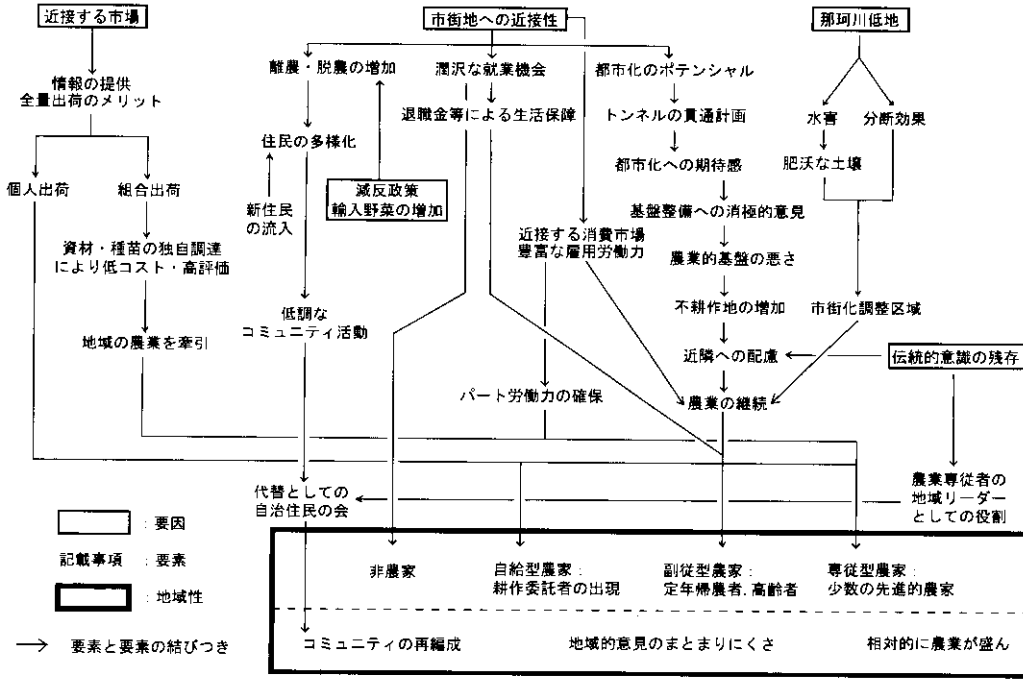 近接する市場
市街地への近接性
那珂川低地
情報の提供
全量出荷のメリット
離農・脱農の増加
潤沢な就業機会
都市化のポテンシャル
退職金等による生活保障
トンネルの貫通計画
水害
分断効果
住民の多様化
都市化への期待感
肥沃な土壌
個人出荷
組合出荷
新住民
の流入
減反政策
輸入野菜の増加
基盤整備への消極的意見
近接する消費市場
豊富な雇用労働力
資材・種苗の独自調達
により低コスト・高評価
農業的基盤の悪さ
低調な
コミュニティ活動
不耕作地の増加
市街化調整区域
地域の農業を牽引
近隣への配慮
伝統的意識の残存
パート労働力の確保
農業の継続
代替としての
自治住民の会
農業専従者の
地域リーダー
としての役割
:要因
記載事項 :要素
:地域性
→ 要素と要素の結びつき
非農家
自給型農家:
耕作委託者の出現
副従型農家:
定年帰農者,高齢者
専従型農家:
少数の先進的農家
コミュニティの再編成
地域的意見のまとまりにくさ
相対的に農業が盛ん